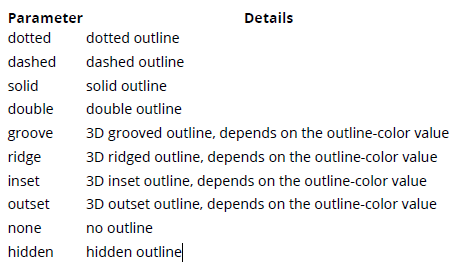 Parameter Details
dotted dotted outline
dashed dashed outline
solid solid outline
double double outline
groove 3D grooved outline, depends on the outline-color value
ridge 3D ridged outline, depends on the outline-color value
inset 3D inset outline, depends on the outline-color value
outset 3D outset outline, depends on the outline-color value
none no outline
hidden hidden outline